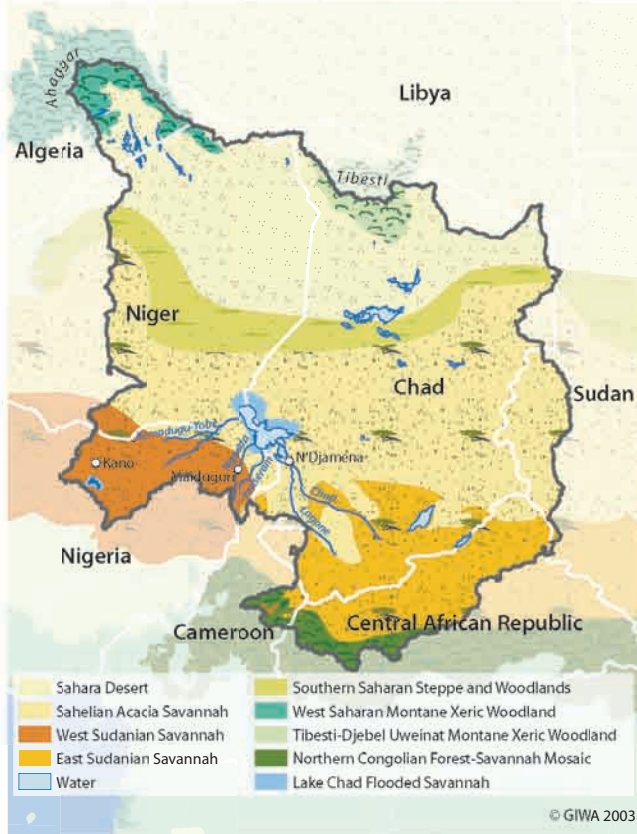 Ahaggar
Libya
Algeria
Tibesti
Niger
Chad
Sudan
Kano
N'Djaména
Chari
Logone
Nigeria
Cameroon
Central African Republic
Sahara Desert
Sahelian Acacia Savannah
West Sudanian Savannah
East Sudanian Savannah
Water
Southern Saharan Steppe and Woodlands
West Saharan Montane Xeric Woodland
Tibesti-Djebel Uweinat Montane Xeric Woodland
Northern Congolian Forest-Savannah Mosaic
Lake Chad Flooded Savannah
© GIWA 2003